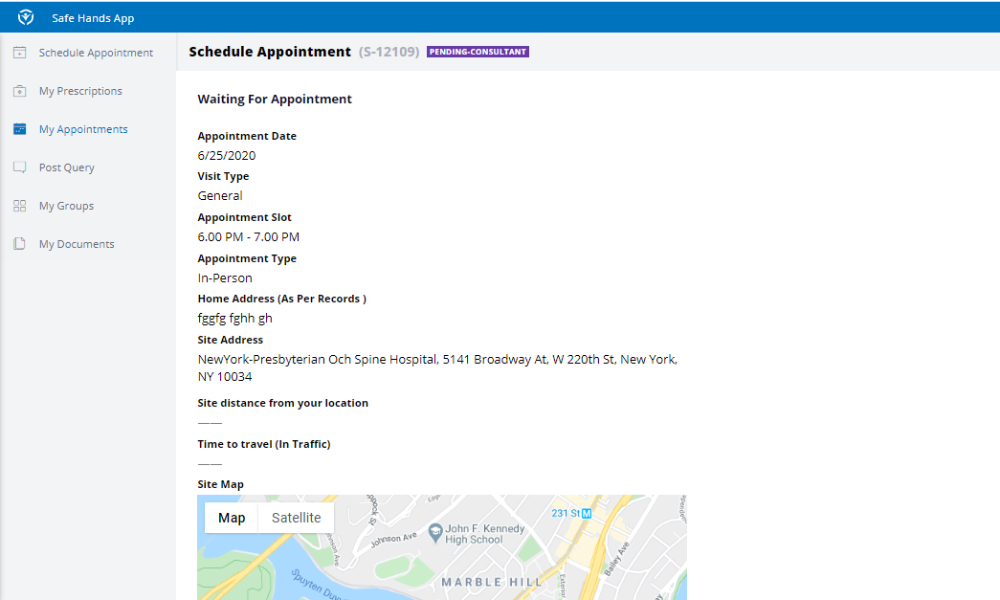 Safe Hands App
Schedule Appointment
My Prescriptions
My Appointments
Post Query
My Groups
My Documents
Schedule Appointment (S-12109) PENDING-CONSULTANT
Waiting For Appointment
Appointment Date
6/25/2020
Visit Type
General
Appointment Slot
6.00 PM - 7.00 PM
Appointment Type
In-Person
Home Address (As Per Records )
fggfg fghh gh
Site Address
NewYork-Presbyterian Och Spine Hospital, 5141 Broadway At, W 220th St, New York,
NY 10034
Site distance from your location
Time to travel (In Traffic)
Site Map
Map
Satellite
231 St M
John F. Kennedy
High School
Johnson Ave
Johnson Ave
Bailey Ave
MARBLE HILL
Spuyten